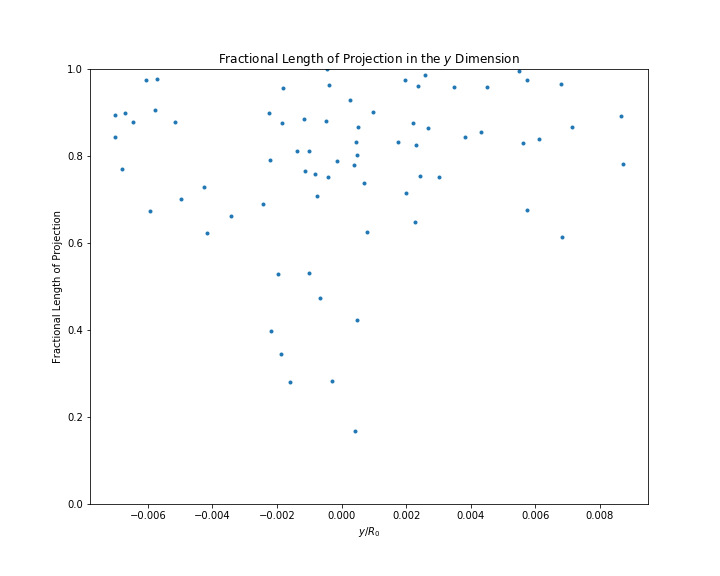 Fractional Length of Projection in the y Dimension
1.0
0.8
0.6
0.4
0.2
0.0
Fractional Length of Projection
−0.006 −0.004 −0.002 0.000 0.002 0.004 0.006 0.008
y/R₀